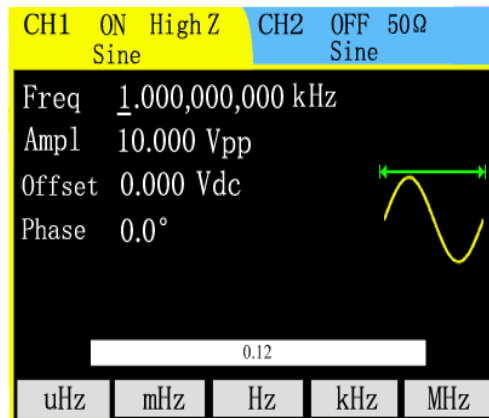 CH1 ON High Z CH2 OFF 50Ω
Sine Sine
Freq 1.000,000,000 kHz
Ampl 10.000 Vpp
Offset 0.000 Vdc
Phase 0.0°
0.12
uHz mHz Hz kHz MHz